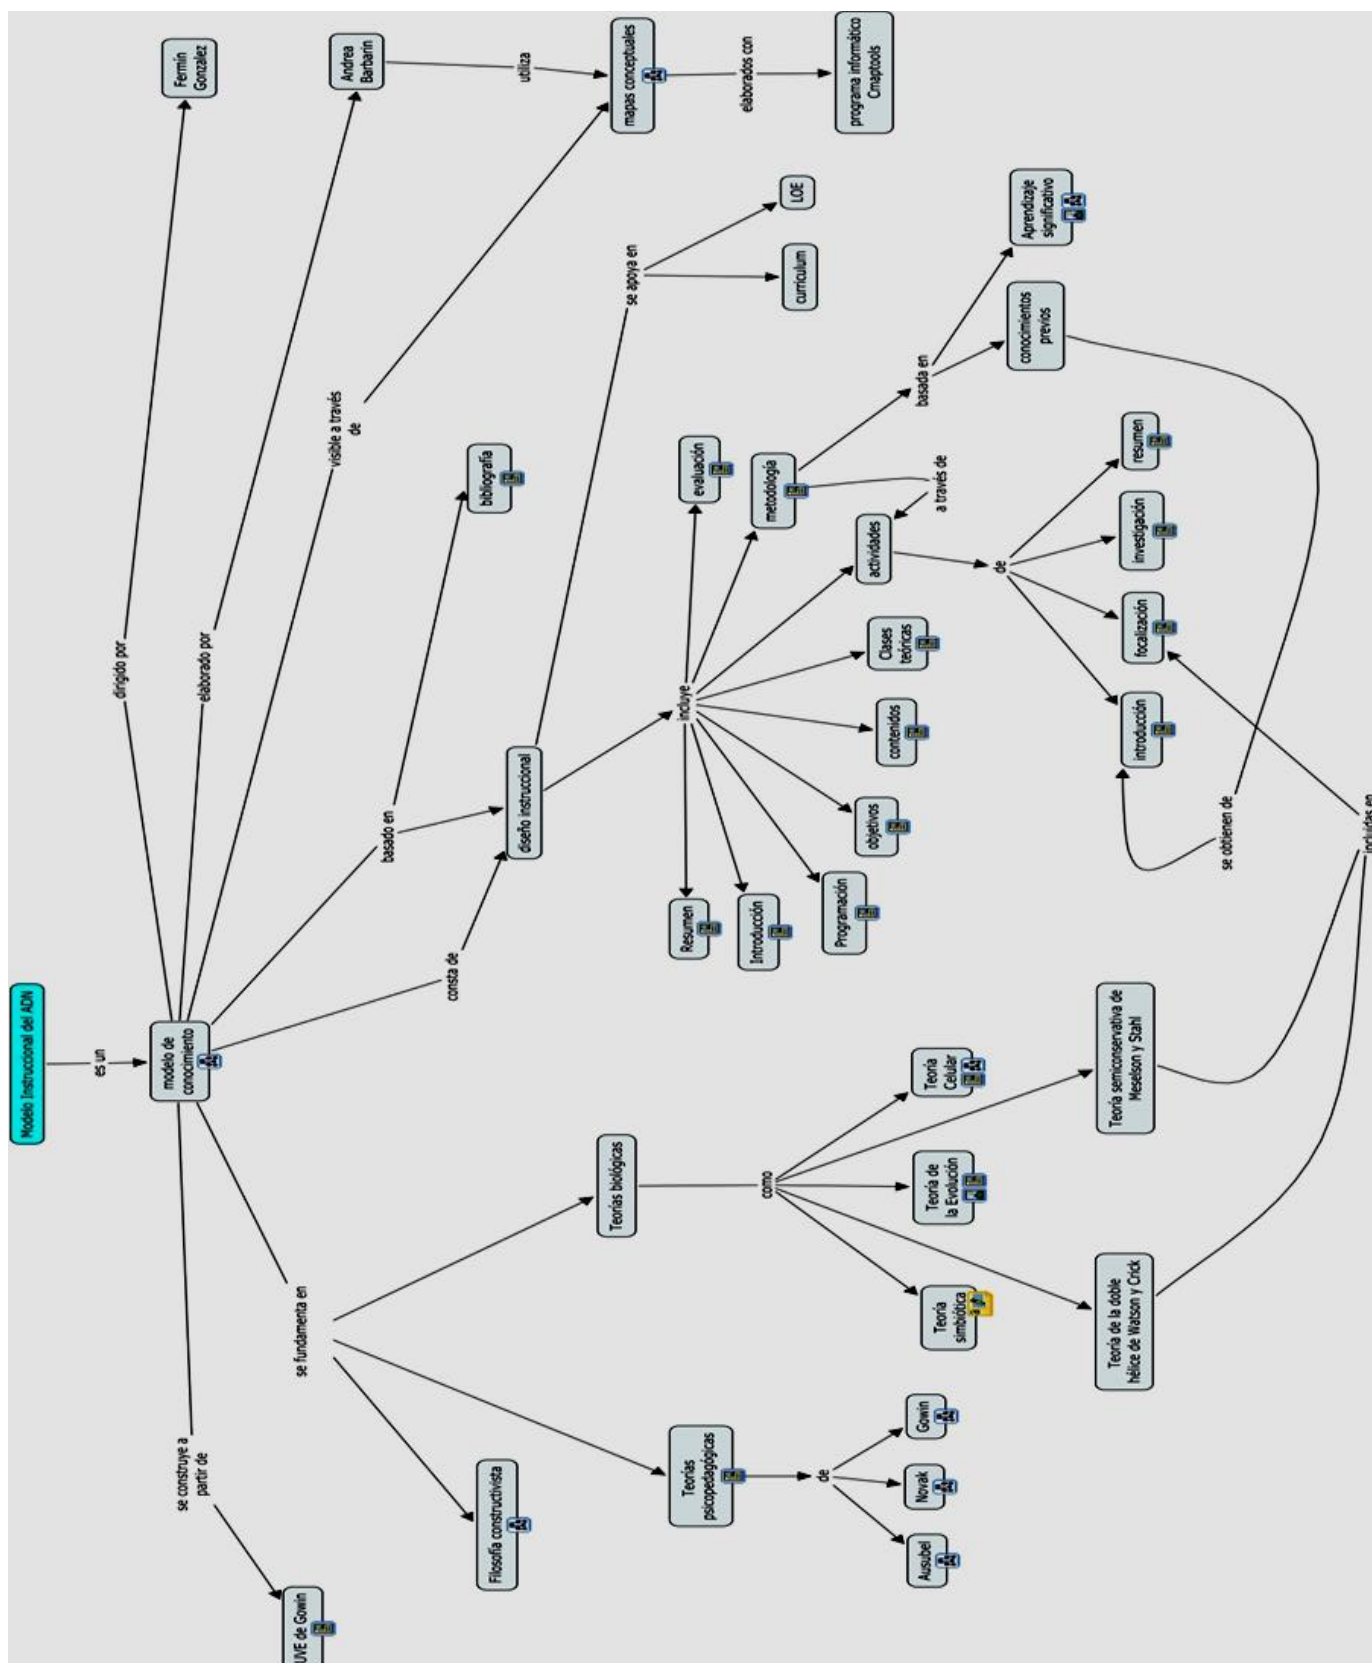 Modelo Instruccional del ADN
es un
modelo de
conocimiento
se construye a
partir de
UVE de Gowin
se fundamenta en
Filosofía constructivista
Teorías
psicopedagógicas
de
Ausubel
Novak
Gowin
Teorías biológicas
como
Teoría
simbiótica
Teoría de la doble
hélice de Watson y Crick
Teoría de
la Evolución
Teoría semiconservativa de
Meselson y Stahl
Teoría
Celular
incluidas en
consta de
basado en
diseño instruccional
bibliografía
incluye
Resumen
Introducción
Programación
objetivos
contenidos
Clases
teóricas
actividades
metodología
evaluación
a través de
de
introducción
focalización
investigación
resumen
se obtienen de
basada en
conocimientos
previos
Aprendizaje
significativo
se apoya en
curriculum
LOE
visible a través
de
mapas conceptuales
elaborados con
programa informático
Cmaptools
elaborado por
Andrea
Barbarin
utiliza
dirigido por
Fermín
Gonzalez